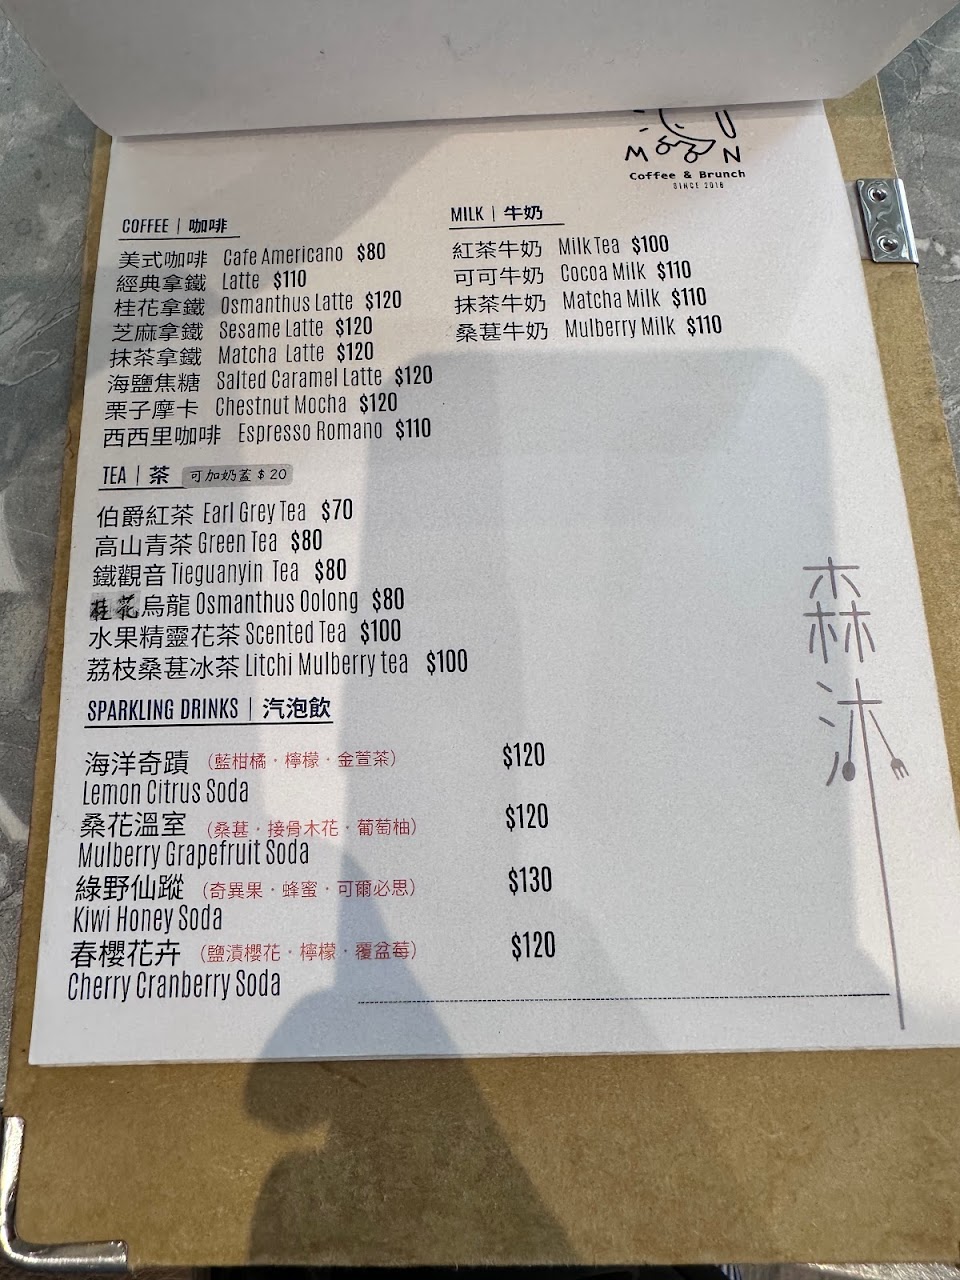 M N
Coffee & Brunch
SINCE 2018
COFFEE | 咖啡
美式咖啡 Cafe Americano $80
經典拿鐵 Latte $110
桂花拿鐵 Osmanthus Latte $120
芝麻拿鐵 Sesame Latte $120
抹茶拿鐵 Matcha Latte $120
海鹽焦糖 Salted Caramel Latte $120
栗子摩卡 Chestnut Mocha $120
西西里咖啡 Espresso Romano $110
MILK | 牛奶
紅茶牛奶 Milk Tea $100
可可牛奶 Cocoa Milk $110
抹茶牛奶 Matcha Milk $110
桑葚牛奶 Mulberry Milk $110
TEA | 茶 可加奶蓋 $20
伯爵紅茶 Earl Grey Tea $70
高山青茶 Green Tea $80
鐵觀音 Tieguanyin Tea $80
桂花烏龍 Osmanthus Oolong $80
水果精靈花茶 Scented Tea $100
荔枝桑葚冰茶 Litchi Mulberry tea $100
SPARKLING DRINKS | 汽泡飲
海洋奇蹟 (藍柑橘·檸檬·金萱茶) $120
Lemon Citrus Soda
桑花溫室 (桑葚·接骨木花·葡萄柚) $120
Mulberry Grapefruit Soda
綠野仙蹤 (奇異果·蜂蜜·可爾必思) $130
Kiwi Honey Soda
春櫻花卉 (鹽漬櫻花·檸檬·覆盆莓) $120
Cherry Cranberry Soda
森沐